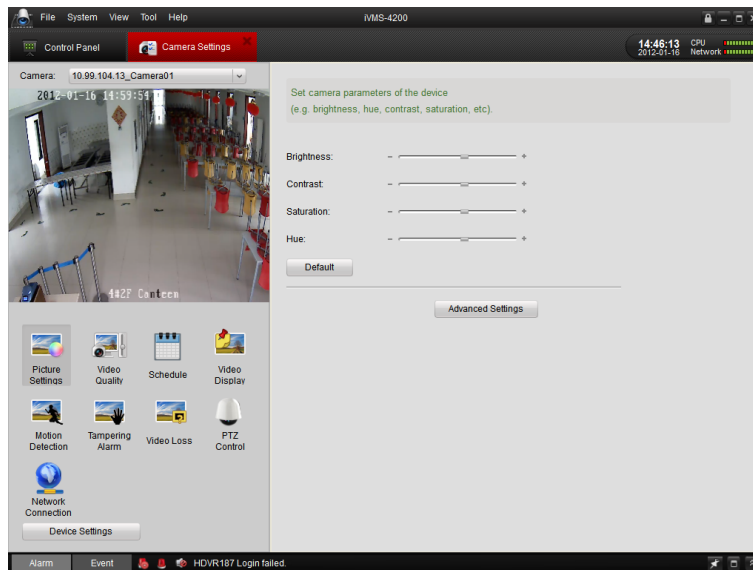 File System View Tool Help
iVMS-4200
Control Panel
Camera Settings
14:46:13
2012-01-16
CPU
Network
Camera: 10.99.104.13_Camera01
2012-01-16 14:59:54
4#2F Canteen
Set camera parameters of the device
(e.g. brightness, hue, contrast, saturation, etc).
Brightness: - +
Contrast: - +
Saturation: - +
Hue: - +
Default
Advanced Settings
Picture
Settings
Video
Quality
Schedule
Video
Display
Motion
Detection
Tampering
Alarm
Video Loss
PTZ
Control
Network
Connection
Device Settings
Alarm Event HDVR187 Login failed.